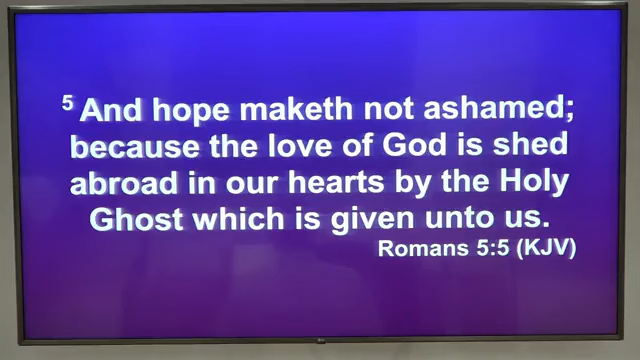 5 And hope maketh not ashamed;
because the love of God is shed
abroad in our hearts by the Holy
Ghost which is given unto us.
Romans 5:5 (KJV)